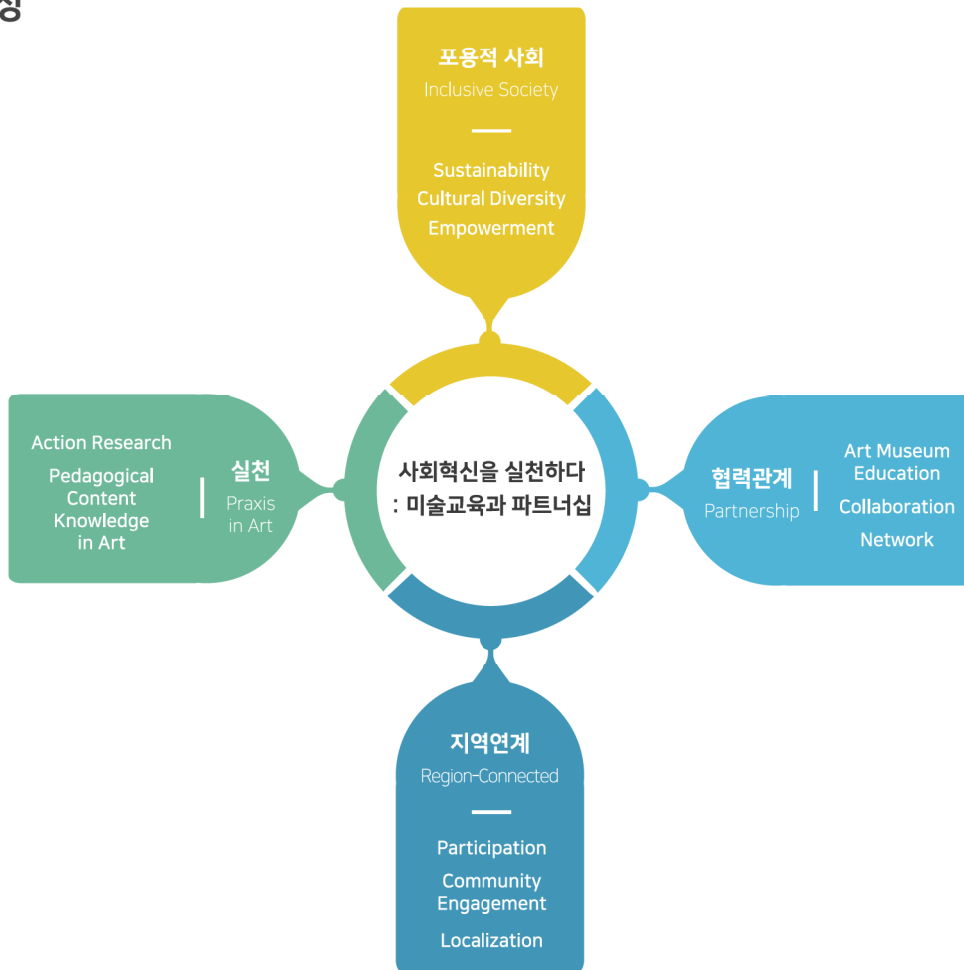 포용적 사회
Inclusive Society
Sustainability
Cultural Diversity
Empowerment
Action Research
Pedagogical
Content
Knowledge
in Art
실천
Praxis
in Art
사회혁신을 실천하다
: 미술교육과 파트너십
협력관계
Partnership
Art Museum
Education
Collaboration
Network
지역연계
Region-Connected
Participation
Community
Engagement
Localization